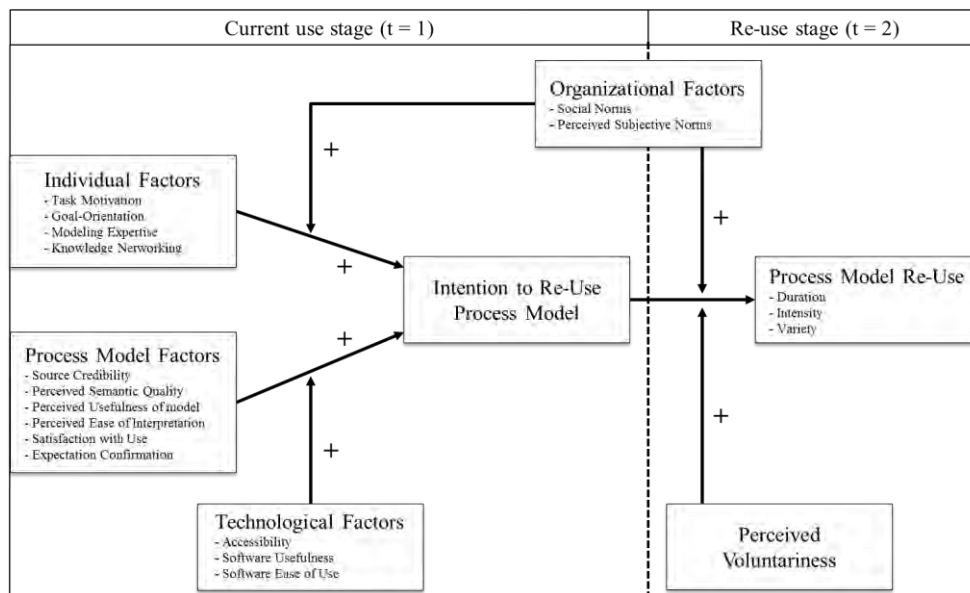 Current use stage (t = 1)
Re-use stage (t = 2)
Organizational Factors
- Social Norms
- Perceived Subjective Norms
+
Individual Factors
- Task Motivation
- Goal-Orientation
- Modeling Expertise
- Knowledge Nerworking
+
+
Intention to Re-Use
Process Model
Process Model Re-Use
- Duration
- Intensity
- Variety
+
Process Model Factors
- Source Credibility
- Perceived Semantic Quality
- Perceived Usefulness of model
- Perceived Ease of Interpretation
- Satisfaction with Use
- Expectation Confirmation
+
+
Technological Factors
- Accessibility
- Software Usefulness
- Software Ease of Use
Perceived
Voluntariness